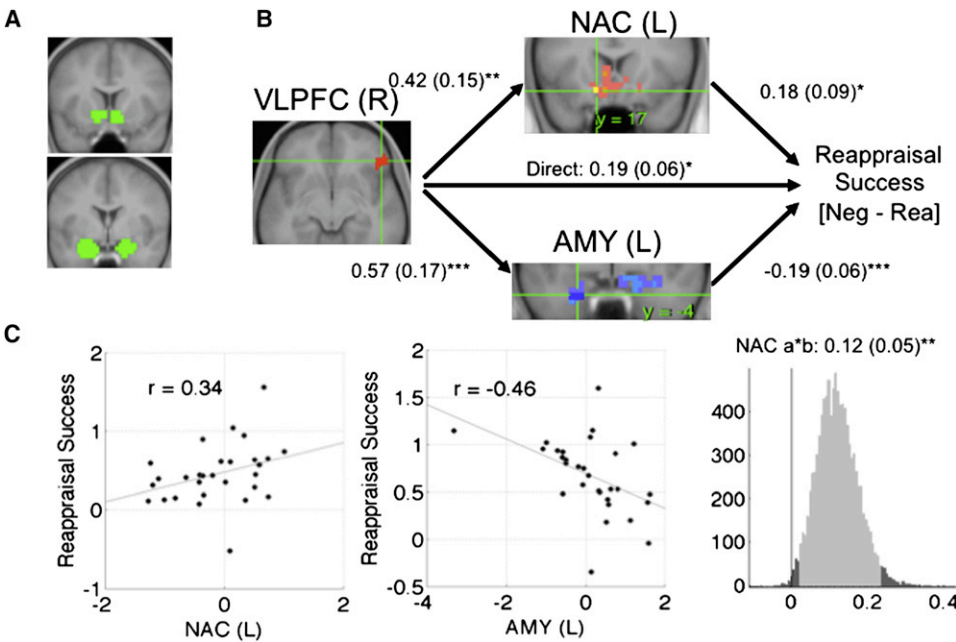 A
B
NAC (L)
0.42 (0.15)**
VLPFC (R)
y = 17
0.18 (0.09)*
Direct: 0.19 (0.06)*
Reappraisal
Success
[Neg - Rea]
AMY (L)
0.57 (0.17)***
-0.19 (0.06)***
y = -4
C
Reappraisal Success
2
1
0
-1
r = 0.34
-2
0
2
NAC (L)
Reappraisal Success
2
1.5
1
0.5
0
-0.5
r = -0.46
-4
-2
0
2
AMY (L)
NAC a*b: 0.12 (0.05)**
400
300
200
100
0
0
0.2
0.4